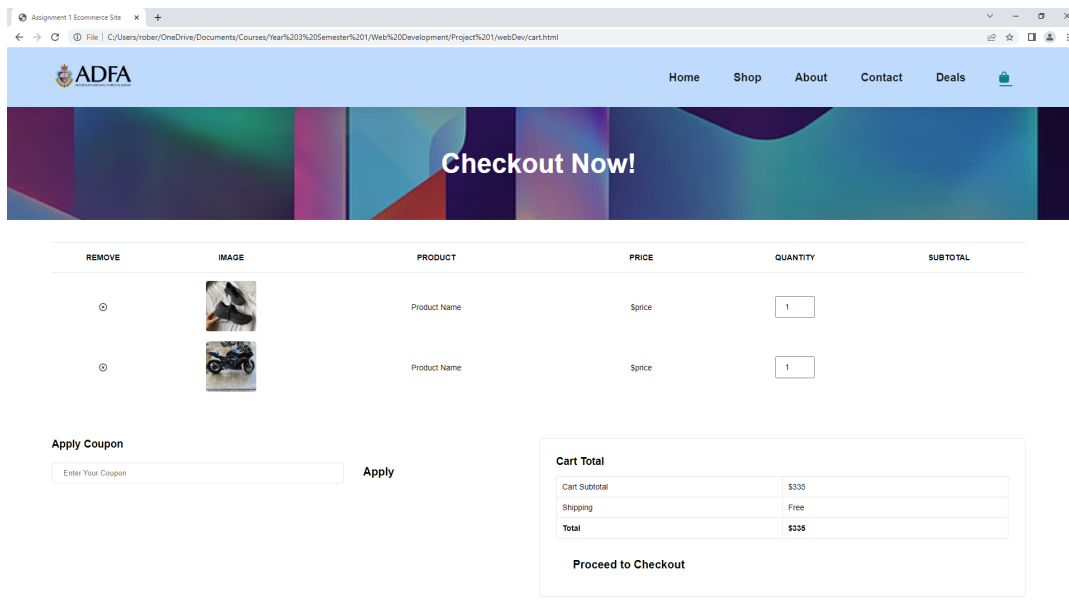 Assignment 1 Ecommerce Site
File C:/Users/rober/OneDrive/Documents/Courses/Year%203%20Semester%201/Web%20Development/Project%201/webDev/cart.html
ADFA
Home Shop About Contact Deals
Checkout Now!
REMOVE IMAGE PRODUCT PRICE QUANTITY SUBTOTAL
Product Name $price 1
Product Name $price 1
Apply Coupon
Enter Your Coupon Apply
Cart Total
Cart Subtotal $335
Shipping Free
Total $335
Proceed to Checkout